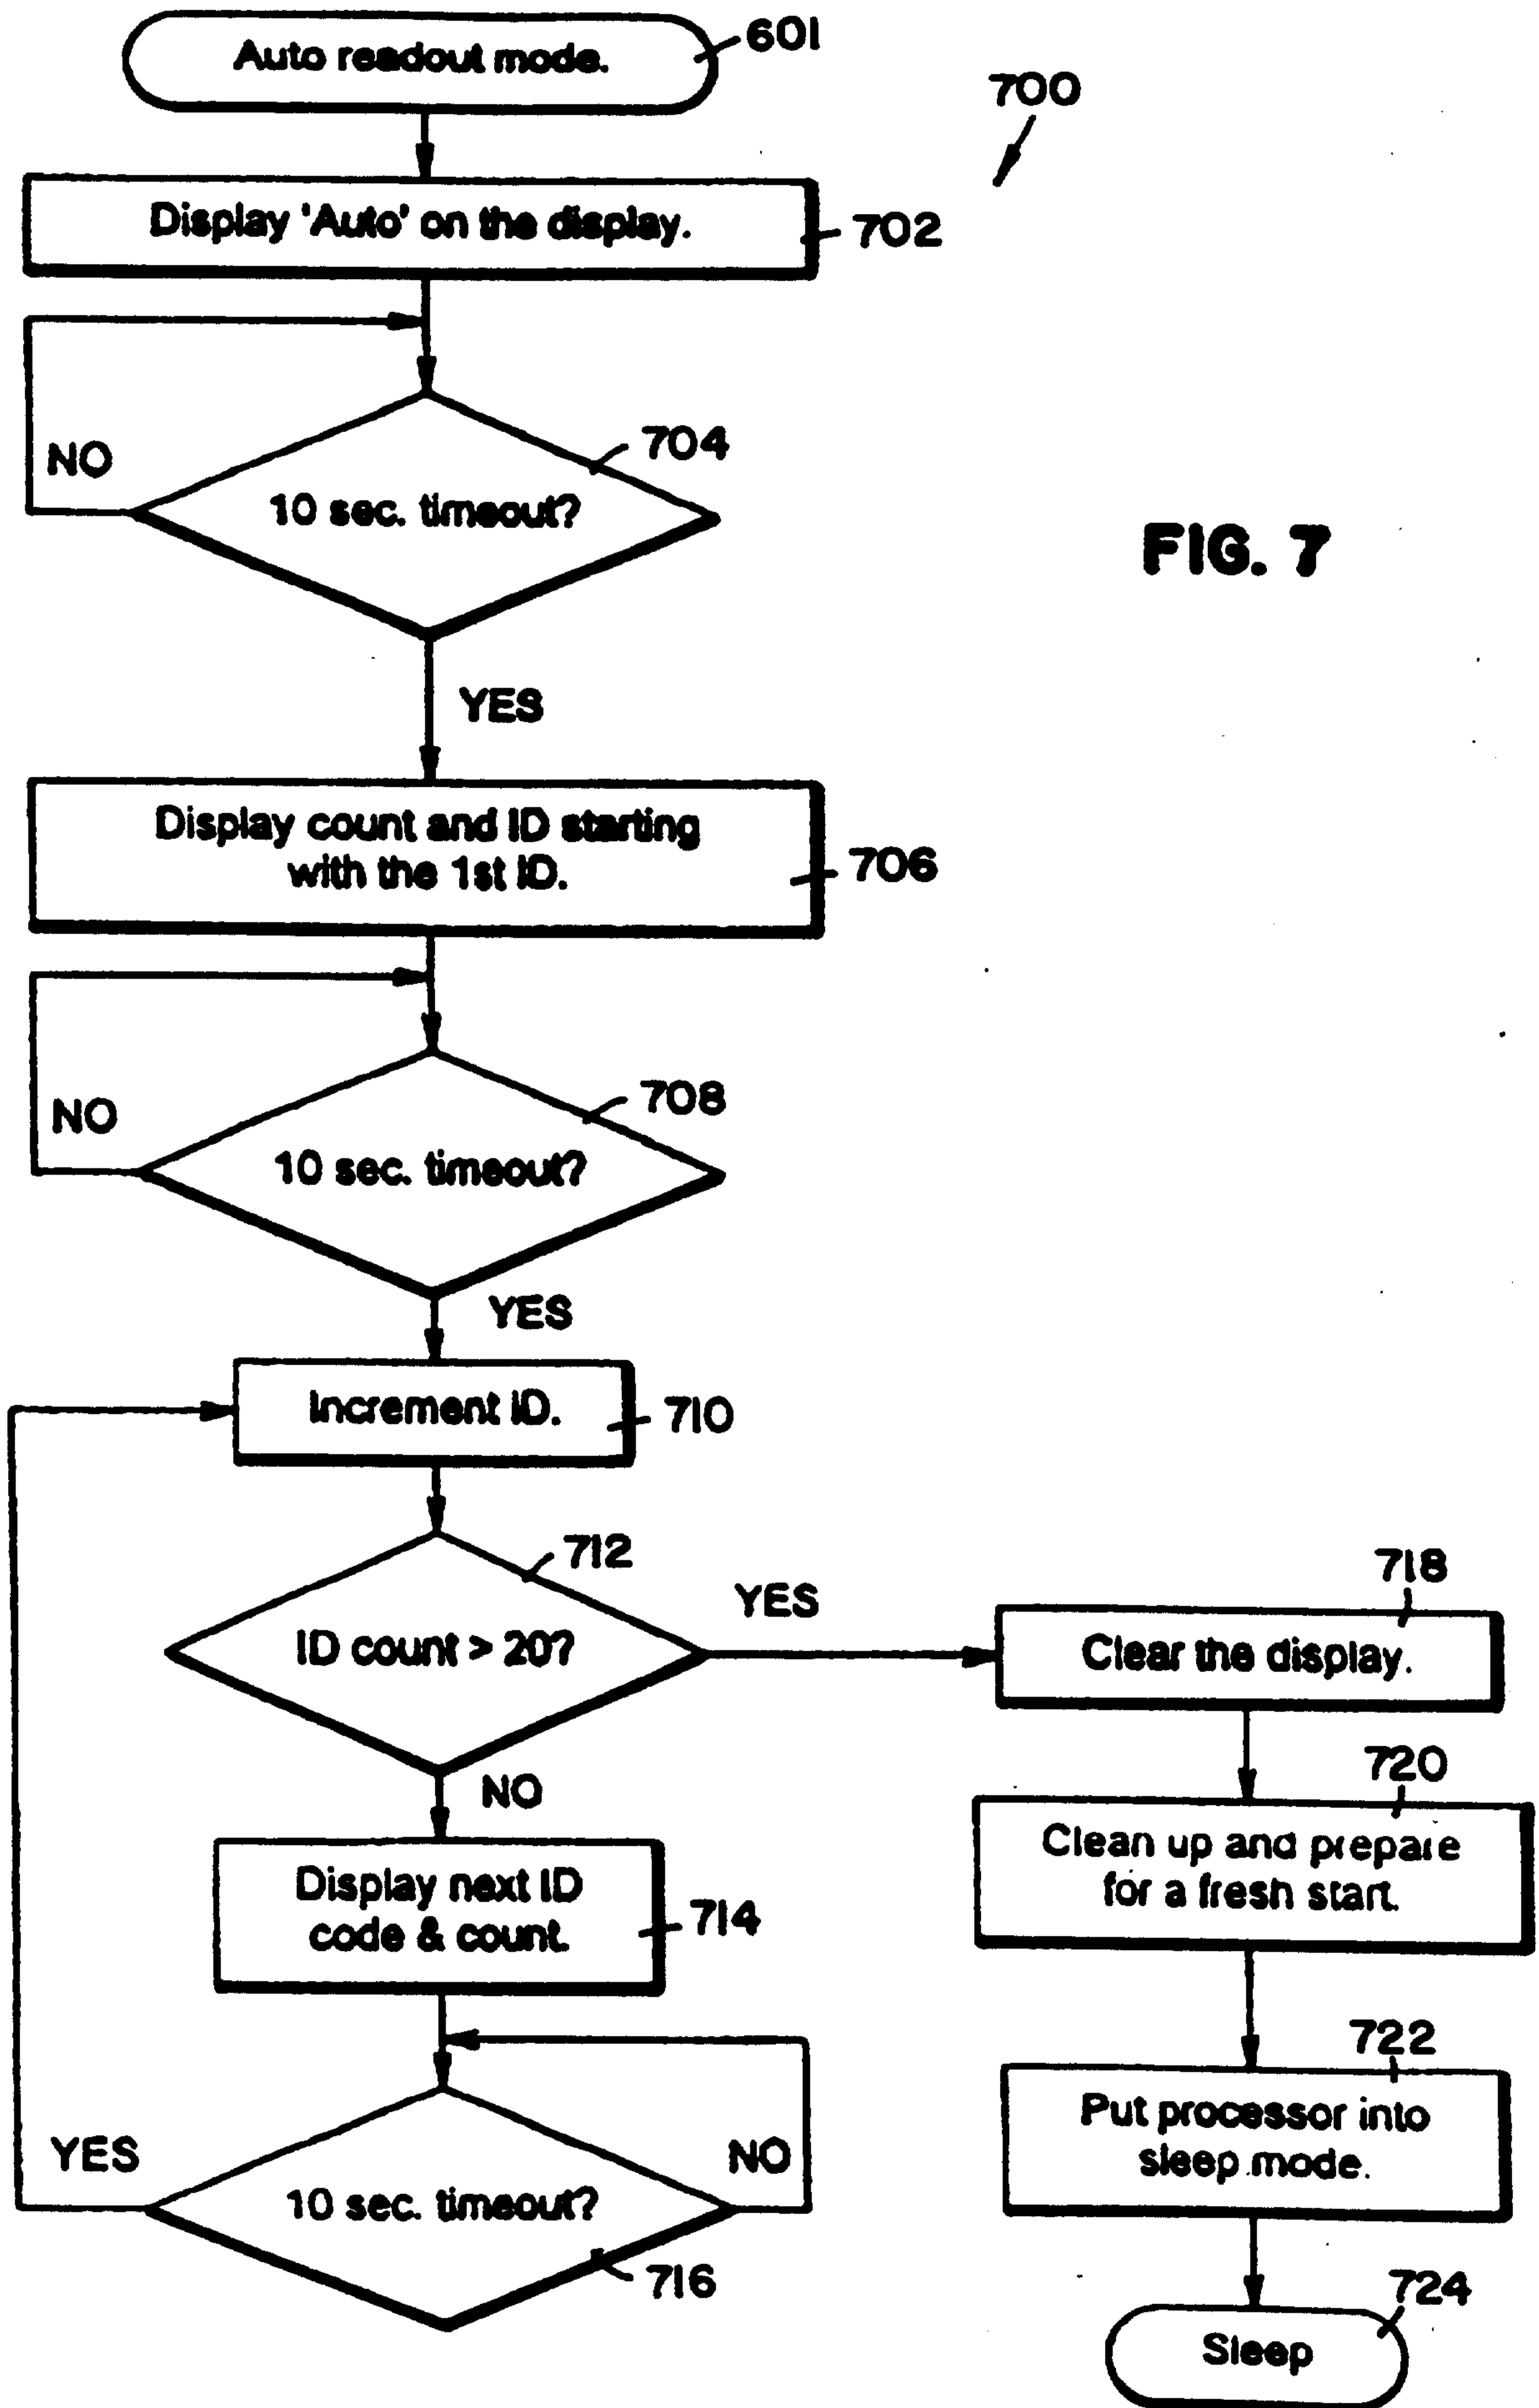 Auto readout mode.
601
700
Display 'Auto' on the display.
702
NO
704
10 sec. timeout?
FIG. 7
YES
Display count and ID starting
with the 1st ID.
706
NO
708
10 sec. timeout?
YES
Increment ID.
710
712
ID count > 20?
YES
NO
Display next ID
code & count.
714
YES
NO
10 sec. timeout?
716
718
Clear the display.
720
Clean up and prepare
for a fresh start.
722
Put processor into
sleep mode.
724
Sleep